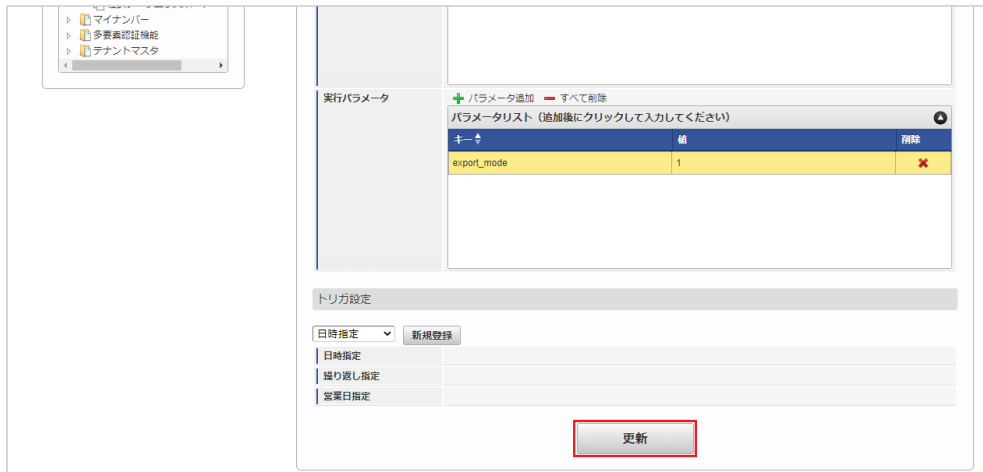 マイナンバー
多要素認証機能
テナントマスタ
実行パラメータ
パラメータ追加 すべて削除
パラメータリスト（追加後にクリックして入力してください）
キー 値 削除
export_mode 1
トリガ設定
日時指定 新規登録
日時指定
繰り返し指定
営業日指定
更新